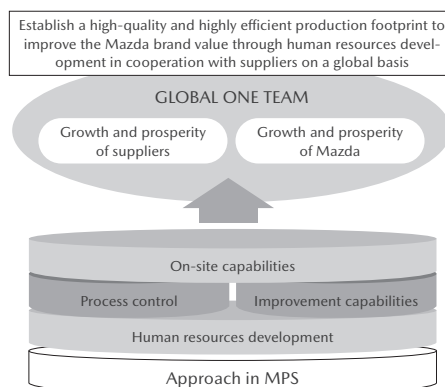 Establish a high-quality and highly efficient production footprint to
improve the Mazda brand value through human resources devel-
opment in cooperation with suppliers on a global basis
GLOBAL ONE TEAM
Growth and prosperity
of suppliers
Growth and prosperity
of Mazda
On-site capabilities
Process control
Improvement capabilities
Human resources development
Approach in MPS